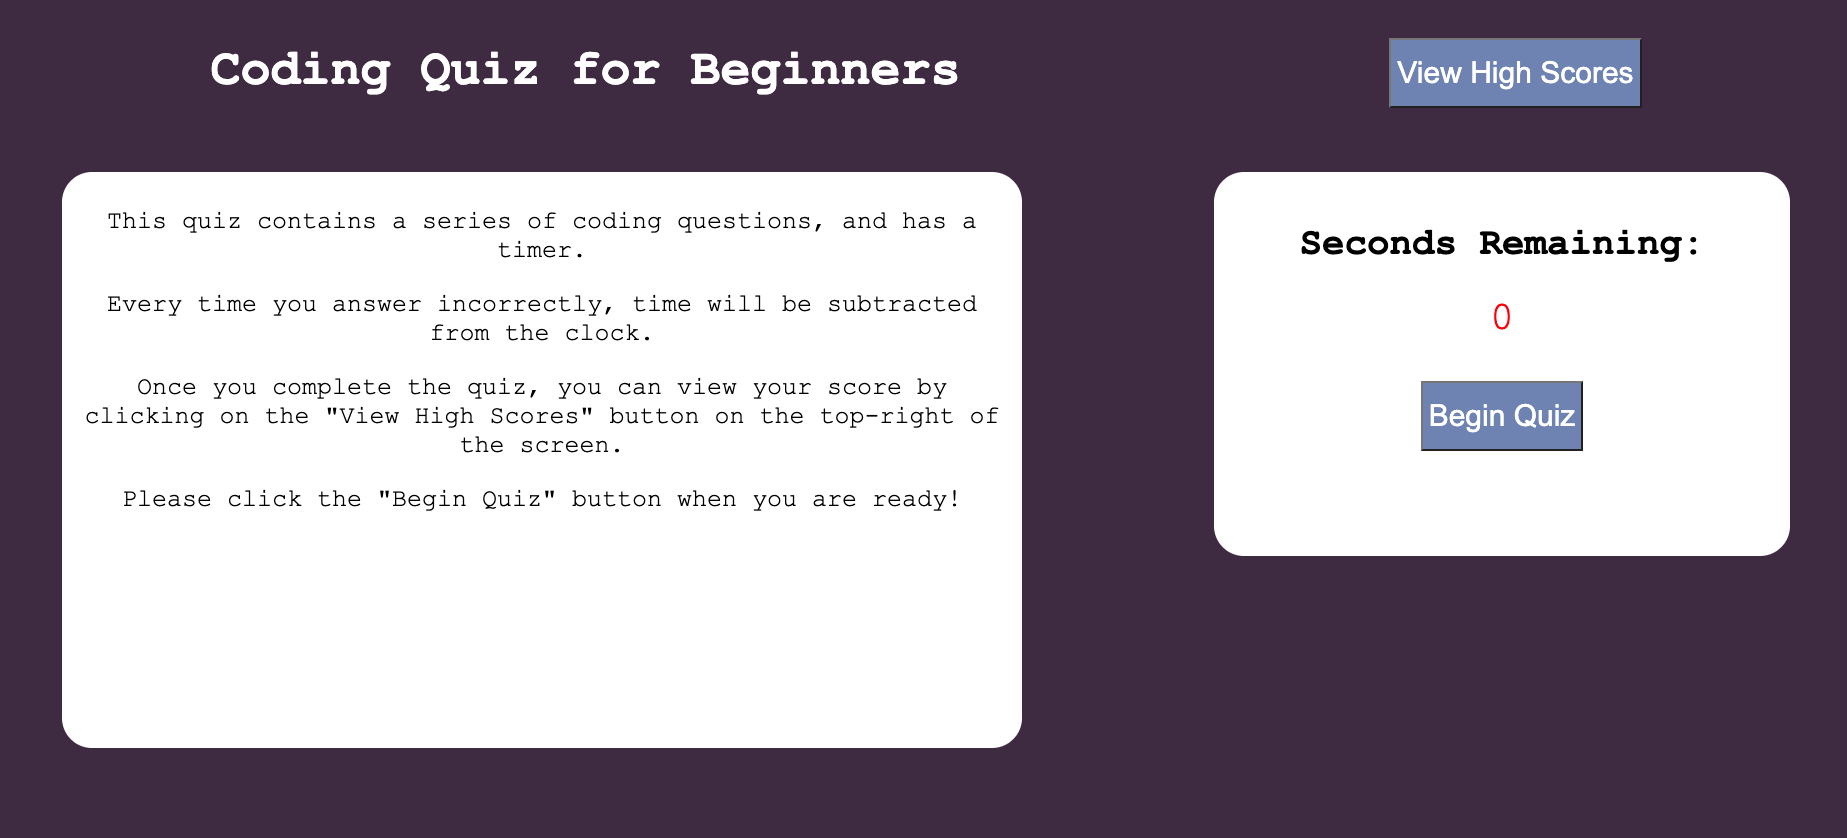 Coding Quiz for Beginners
View High Scores
This quiz contains a series of coding questions, and has a
timer.
Every time you answer incorrectly, time will be subtracted
from the clock.
Once you complete the quiz, you can view your score by
clicking on the "View High Scores" button on the top-right of
the screen.
Please click the "Begin Quiz" button when you are ready!
Seconds Remaining:
0
Begin Quiz